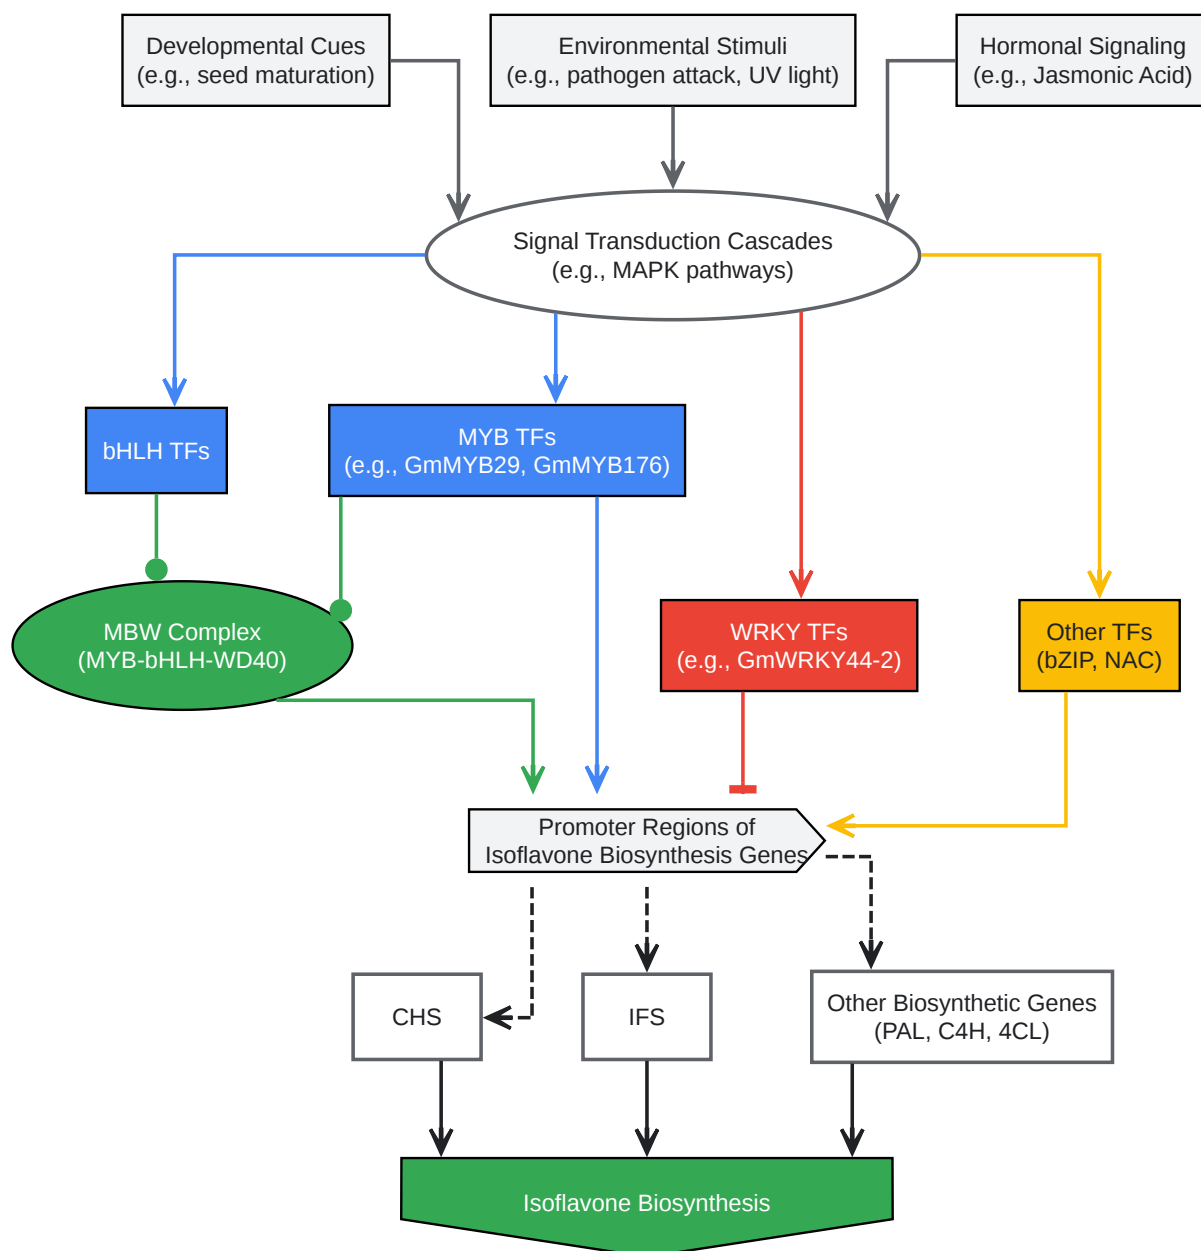 Developmental Cues
(e.g., seed maturation)
Environmental Stimuli
(e.g., pathogen attack, UV light)
Hormonal Signaling
(e.g., Jasmonic Acid)
Signal Transduction Cascades
(e.g., MAPK pathways)
bHLH TFs
MYB TFs
(e.g., GmMYB29, GmMYB176)
MBW Complex
(MYB-bHLH-WD40)
WRKY TFs
(e.g., GmWRKY44-2)
Other TFs
(bZIP, NAC)
Promoter Regions of
Isoflavone Biosynthesis Genes
CHS
IFS
Other Biosynthetic Genes
(PAL, C4H, 4CL)
Isoflavone Biosynthesis